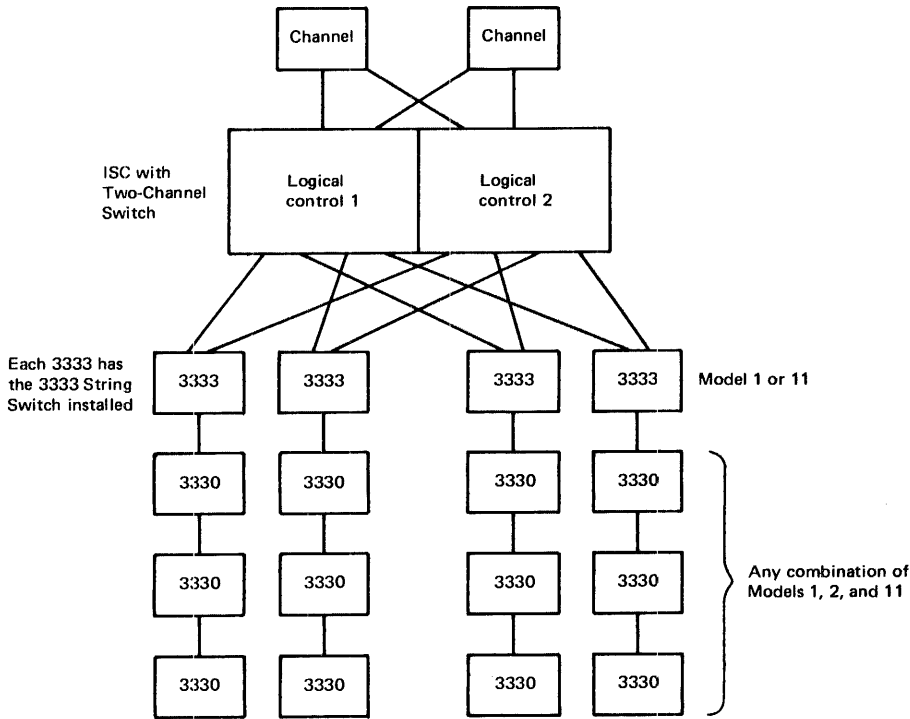 Channel
Channel
ISC with
Two-Channel
Switch
Logical
control 1
Logical
control 2
Each 3333 has
the 3333 String
Switch installed
3333
3333
3333
3333
Model 1 or 11
3330
3330
3330
3330
3330
3330
3330
3330
Any combination of
Models 1, 2, and 11
3330
3330
3330
3330